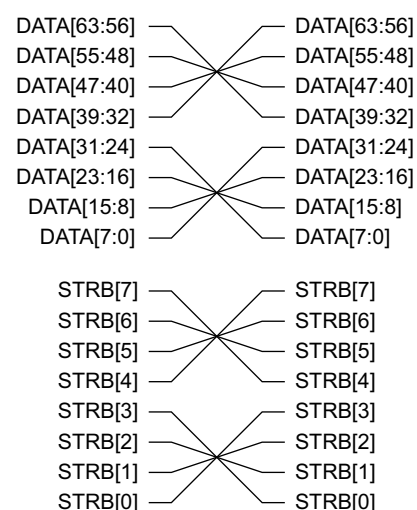 DATA[63:56] DATA[63:56]
DATA[55:48] DATA[55:48]
DATA[47:40] DATA[47:40]
DATA[39:32] DATA[39:32]
DATA[31:24] DATA[31:24]
DATA[23:16] DATA[23:16]
DATA[15:8] DATA[15:8]
DATA[7:0] DATA[7:0]
STRB[7] STRB[7]
STRB[6] STRB[6]
STRB[5] STRB[5]
STRB[4] STRB[4]
STRB[3] STRB[3]
STRB[2] STRB[2]
STRB[1] STRB[1]
STRB[0] STRB[0]